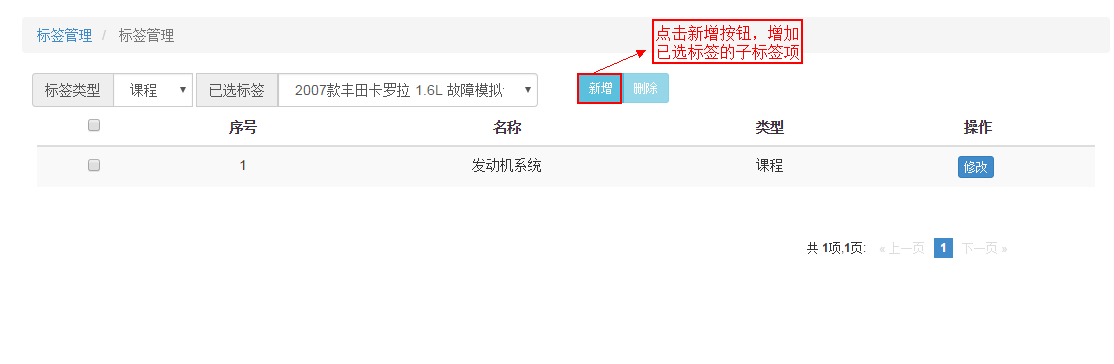 标签管理 / 标签管理
点击新增按钮，增加
已选标签的子标签项
标签类型 课程 已选标签 2007款丰田卡罗拉 1.6L 故障模拟 新增 删除
序号 名称 类型 操作
1 发动机系统 课程 修改
共 1项,1页: « 上一页 1 下一页 »